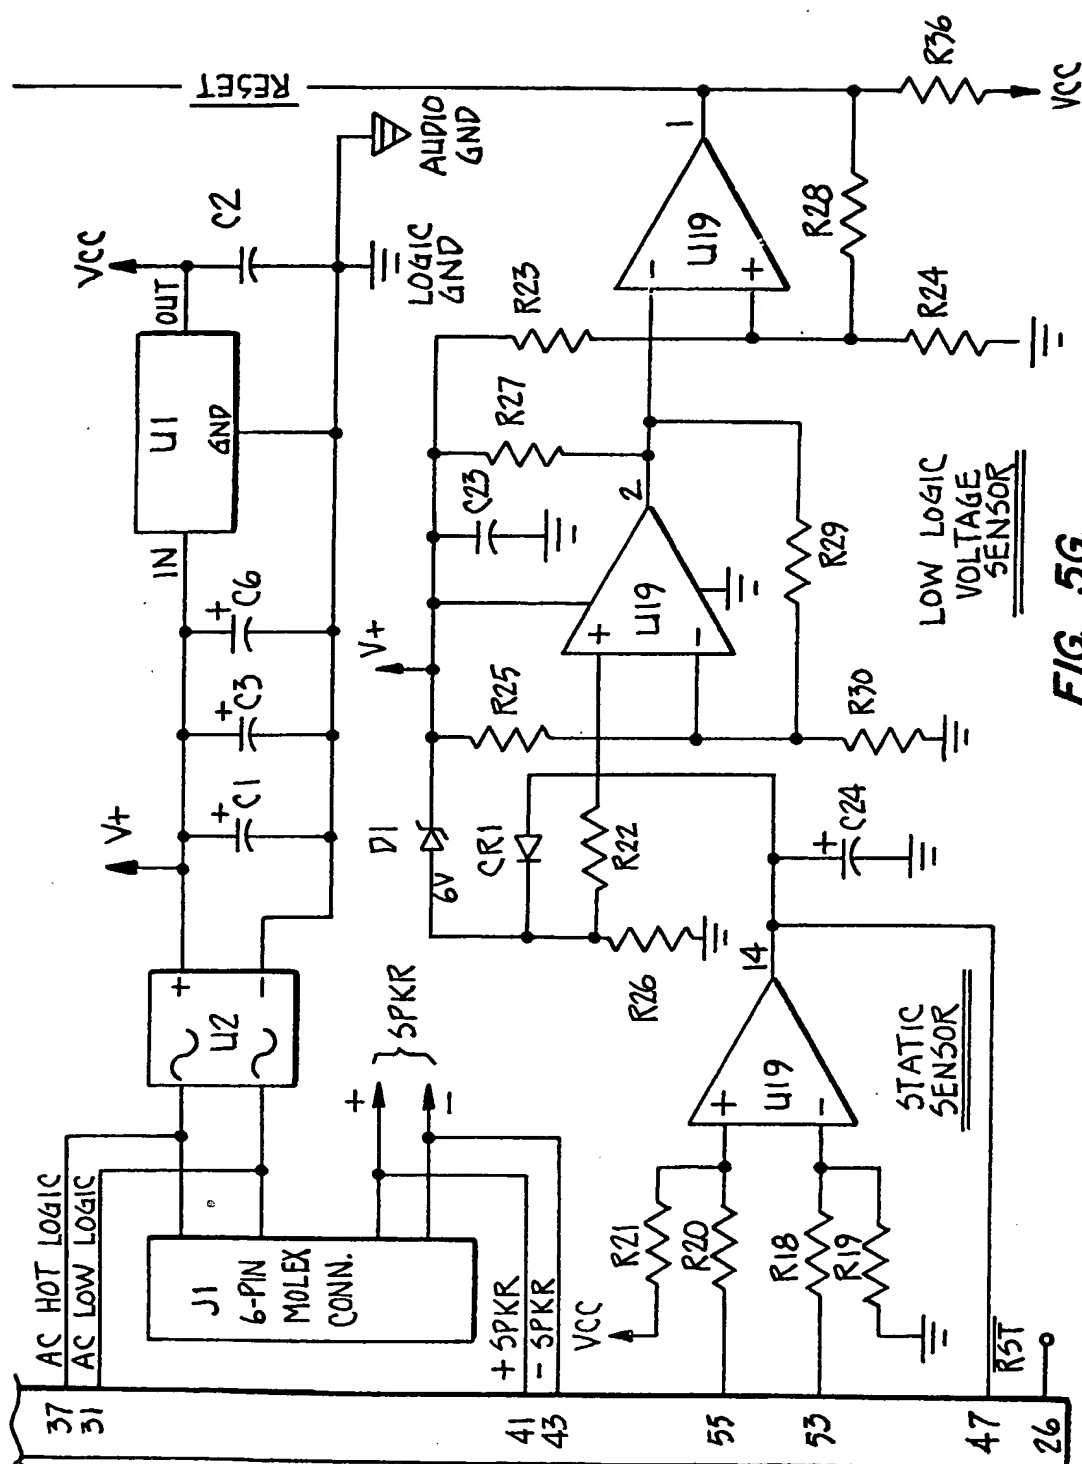 37
31
AC HOT LOGIC
AC LOW LOGIC
J1
6-PIN
MOLEX
CONN.
U2
+
−
V+
+
C1
+
C3
+
C6
IN
U1
GND
OUT
VCC
C2
LOGIC
GND
AUDIO
GND
RESET
+
−
SPKR
41
43
+ SPKR
− SPKR
D1
6V
CR1
R22
R26
V+
R25
C23
R27
R23
+
−
U19
2
R29
R30
−
+
U19
1
R28
R24
R36
VCC
VCC
R21
R20
R18
R19
55
53
+
−
U19
14
+
C24
STATIC
SENSOR
LOW LOGIC
VOLTAGE
SENSOR
47
RST
26
FIG. 5G